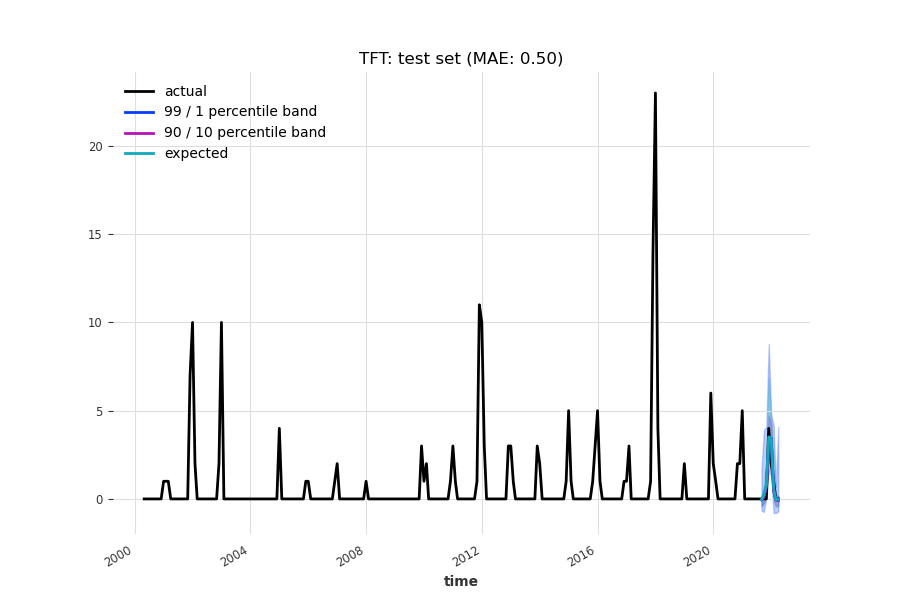 TFT: test set (MAE: 0.50)
actual
99 / 1 percentile band
90 / 10 percentile band
expected
20
15
10
5
0
2000
2004
2008
2012
2016
2020
time